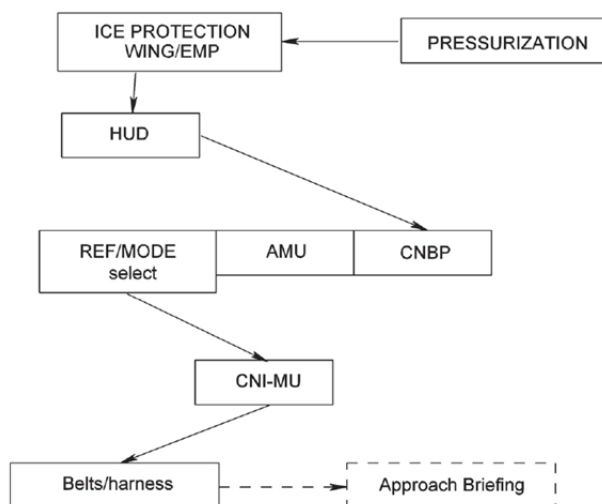 ICE PROTECTION
WING/EMP
PRESSURIZATION
HUD
REF/MODE
select
AMU
CNBP
CNI-MU
Belts/harness
Approach Briefing